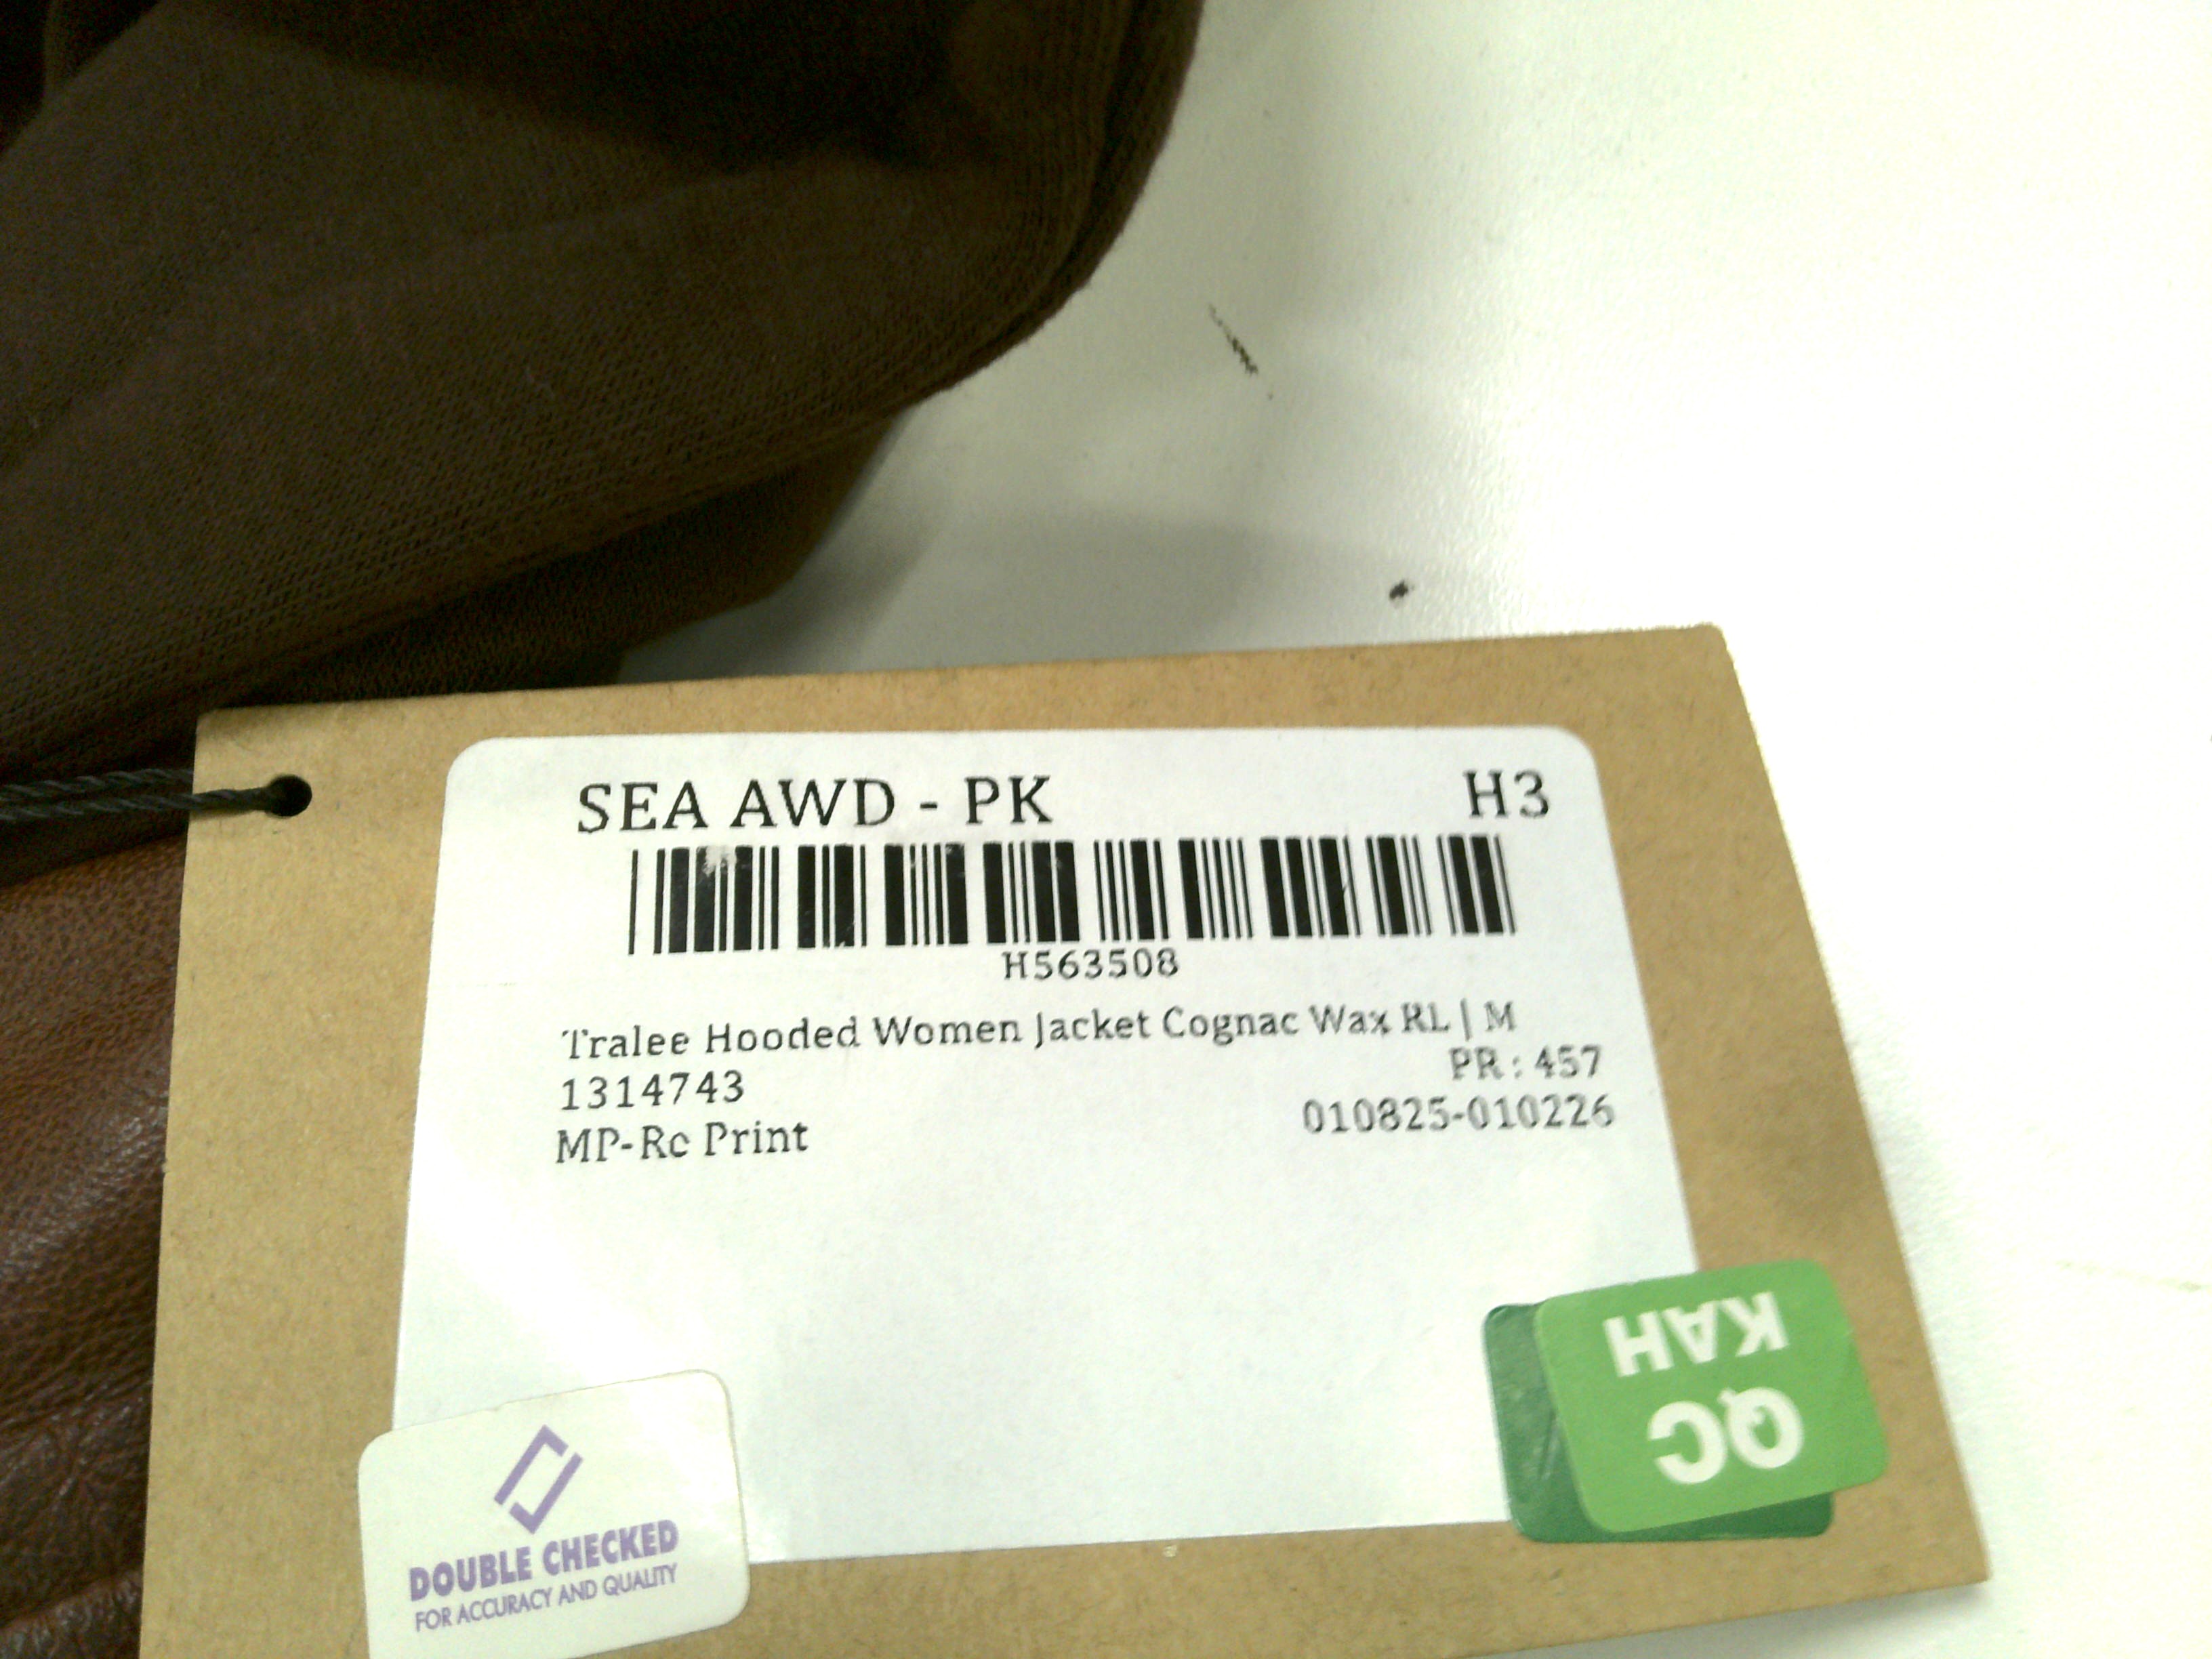 SEA AWD - PK H3
H563508
Tralee Hooded Women Jacket Cognac Wax RL | M
PR : 457
1314743
010825-010226
MP-Rc Print
QC
KAH
DOUBLE CHECKED
FOR ACCURACY AND QUALITY